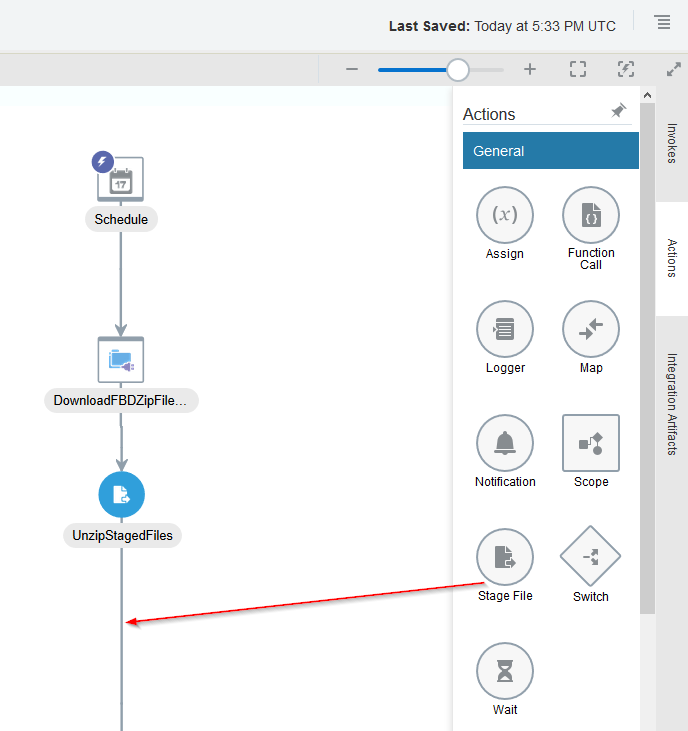 Last Saved: Today at 5:33 PM UTC
Actions
General
(x)
Assign
{}
Function
Call
Logger
Map
Notification
Scope
Stage File
Switch
Wait
17
Schedule
DownloadFBDZipFile...
UnzipStagedFiles
Invokes
Actions
Integration Artifacts